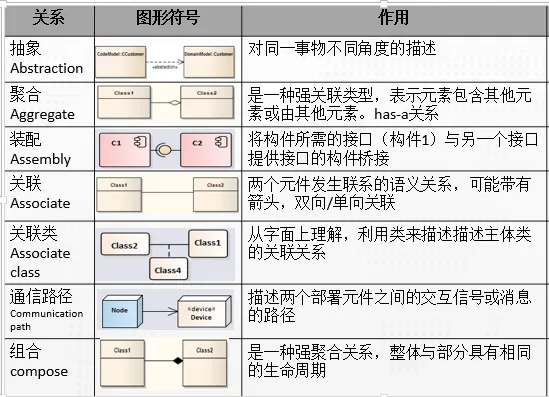 关系
图形符号
作用
抽象
Abstraction
CodeModel::CCustomer
DomainModel::Customer
«abstraction»
对同一事物不同角度的描述
聚合
Aggregate
Class1
Class2
是一种强关联类型，表示元素包含其他元
素或由其他元素。has-a关系
装配
Assembly
C1
C2
将构件所需的接口（构件1）与另一个接口
提供接口的构件桥接
关联
Associate
Class1
Class2
两个元件发生联系的语义关系，可能带有
箭头，双向/单向关联
关联类
Associate
class
Class2
Class1
Class4
从字面上理解，利用类来描述描述主体类
的关联关系
通信路径
Communication
path
Node
«device»
Device
描述两个部署元件之间的交互信号或消息
的路径
组合
compose
Class1
Class2
是一种强聚合关系，整体与部分具有相同
的生命周期